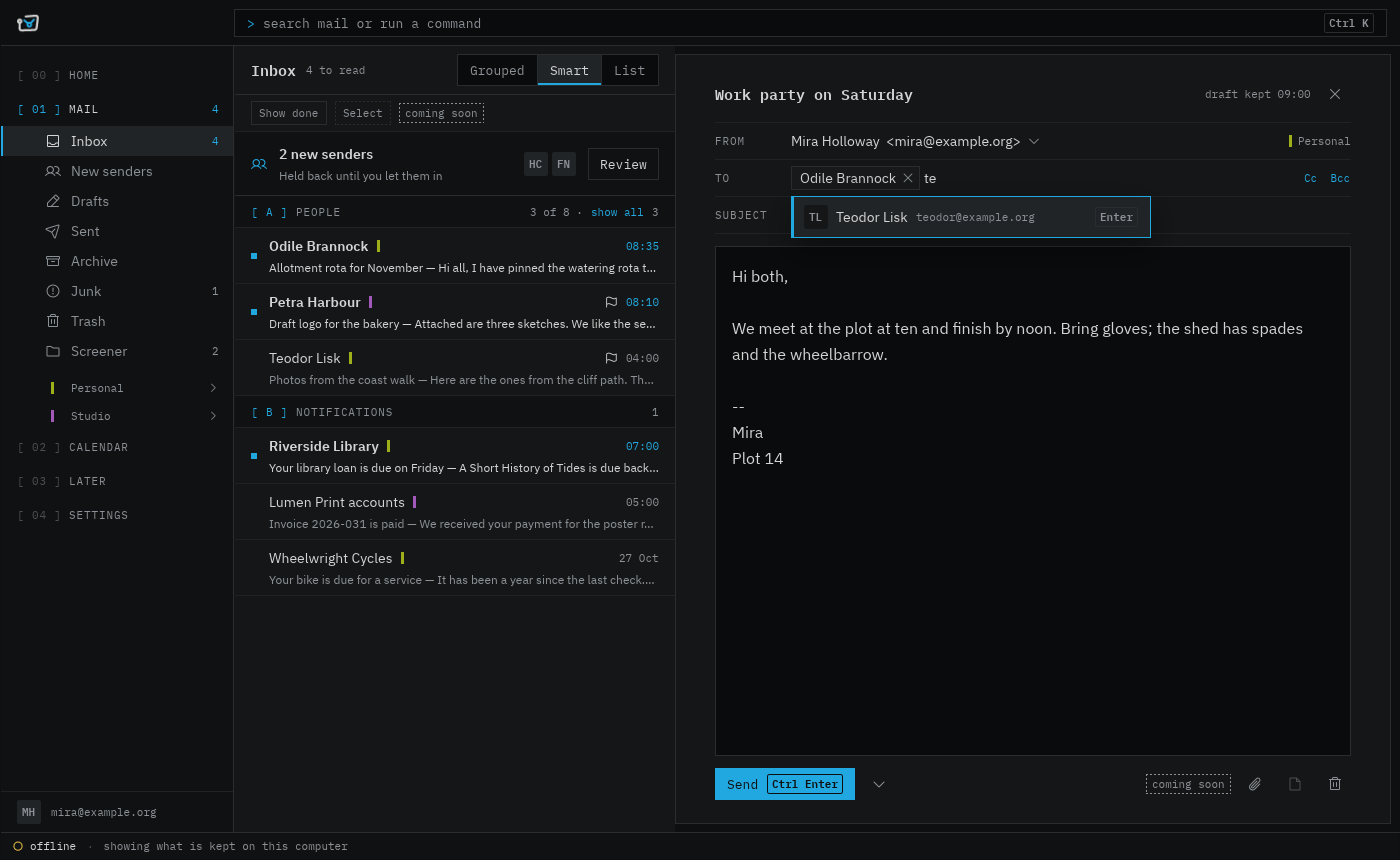 > search mail or run a command
Ctrl K
[ 00 ] HOME
[ 01 ] MAIL 4
Inbox 4
New senders
Drafts
Sent
Archive
Junk 1
Trash
Screener 2
Personal
Studio
[ 02 ] CALENDAR
[ 03 ] LATER
[ 04 ] SETTINGS
MH mira@example.org
Inbox 4 to read
Grouped Smart List
Show done Select coming soon
2 new senders
Held back until you let them in
HC FN Review
[ A ] PEOPLE 3 of 8 · show all 3
Odile Brannock 08:35
Allotment rota for November — Hi all, I have pinned the watering rota t…
Petra Harbour 08:10
Draft logo for the bakery — Attached are three sketches. We like the se…
Teodor Lisk 04:00
Photos from the coast walk — Here are the ones from the cliff path. Th…
[ B ] NOTIFICATIONS 1
Riverside Library 07:00
Your library loan is due on Friday — A Short History of Tides is due back…
Lumen Print accounts 05:00
Invoice 2026-031 is paid — We received your payment for the poster r…
Wheelwright Cycles 27 Oct
Your bike is due for a service — It has been a year since the last check.…
Work party on Saturday draft kept 09:00
FROM Mira Holloway <mira@example.org> Personal
TO Odile Brannock te Cc Bcc
SUBJECT
TL Teodor Lisk teodor@example.org Enter
Hi both,
We meet at the plot at ten and finish by noon. Bring gloves; the shed has spades
and the wheelbarrow.
--
Mira
Plot 14
Send Ctrl Enter
coming soon
offline · showing what is kept on this computer